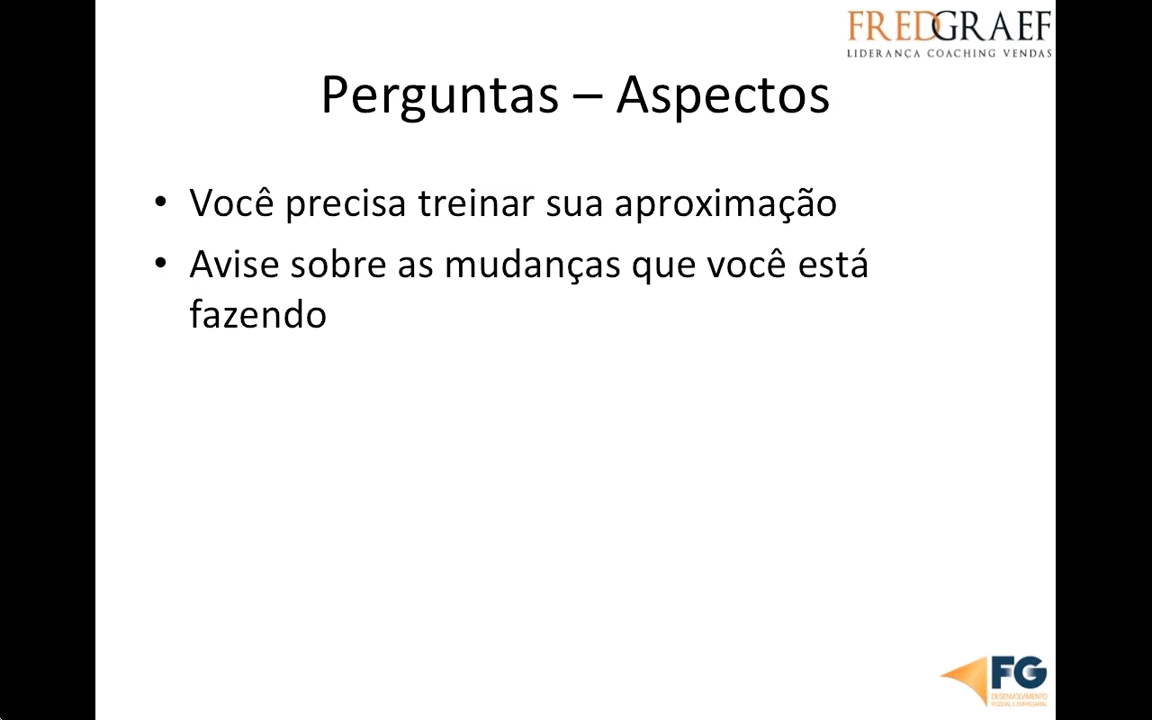 FREDGRAEF
LIDERANÇA COACHING VENDAS
Perguntas – Aspectos
• Você precisa treinar sua aproximação
• Avise sobre as mudanças que você está
fazendo
FG
DESENVOLVIMENTO
PESSOAL E EMPRESARIAL